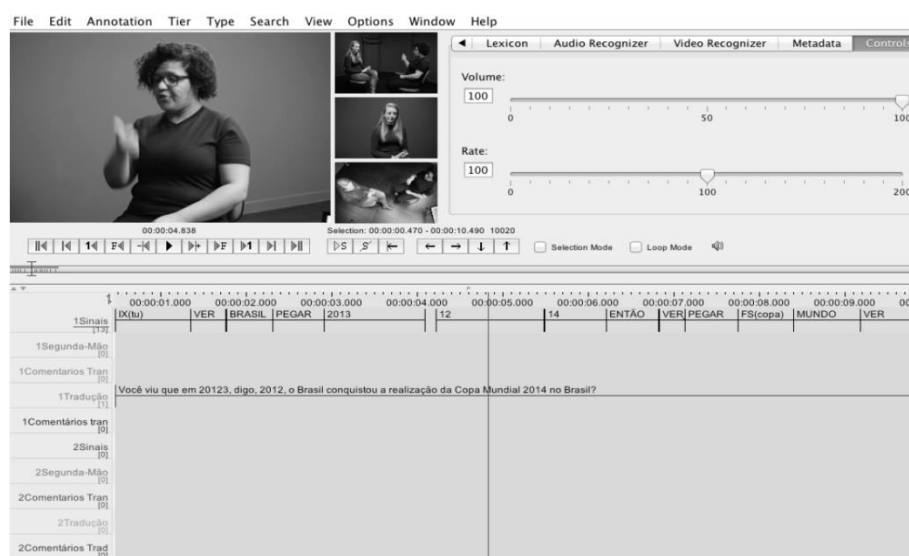 File Edit Annotation Tier Type Search View Options Window Help
Lexicon Audio Recognizer Video Recognizer Metadata Controls
Volume:
100
0 50 100
Rate:
100
0 100 200
00:00:04.838
Selection: 00:00:00.470 - 00:00:10.490 10020
1 F F 1 S S Selection Mode Loop Mode
00:00:01.000 00:00:02.000 00:00:03.000 00:00:04.000 00:00:05.000 00:00:06.000 00:00:07.000 00:00:08.000 00:00:09.000 00
1Sinais IX(tu) VER BRASIL PEGAR 2013 12 14 ENTÃO VER PEGAR FS(copa) MUNDO VER
[13]
1Segunda-Mão
[0]
1Comentarios Tran
[0]
1Tradução Você viu que em 20123, digo, 2012, o Brasil conquistou a realização da Copa Mundial 2014 no Brasil?
[1]
1Comentários tran
[0]
2Sinais
[0]
2Segunda-Mão
[0]
2Comentarios Tran
[0]
2Tradução
[0]
2Comentários Trad
[0]